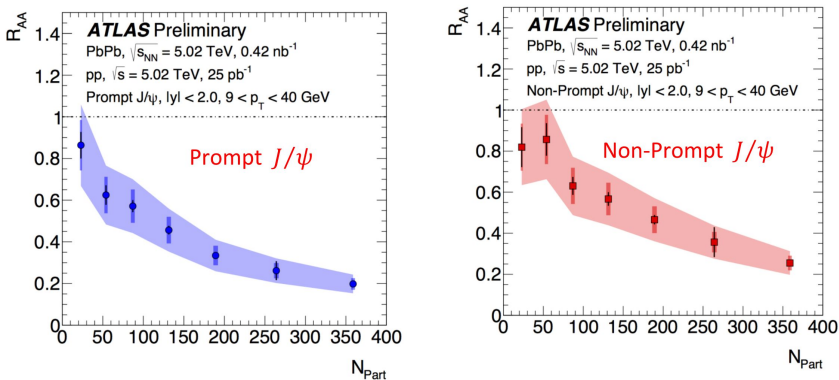 R_AA
ATLAS Preliminary
PbPb, √s_NN = 5.02 TeV, 0.42 nb⁻¹
pp, √s = 5.02 TeV, 25 pb⁻¹
Prompt J/ψ, |y| < 2.0, 9 < p_T < 40 GeV
Prompt J/ψ
1.4
1.2
1
0.8
0.6
0.4
0.2
0
0 50 100 150 200 250 300 350 400
N_Part
R_AA
ATLAS Preliminary
PbPb, √s_NN = 5.02 TeV, 0.42 nb⁻¹
pp, √s = 5.02 TeV, 25 pb⁻¹
Non-Prompt J/ψ, |y| < 2.0, 9 < p_T < 40 GeV
Non-Prompt J/ψ
1.4
1.2
1
0.8
0.6
0.4
0.2
0 50 100 150 200 250 300 350 400
N_Part